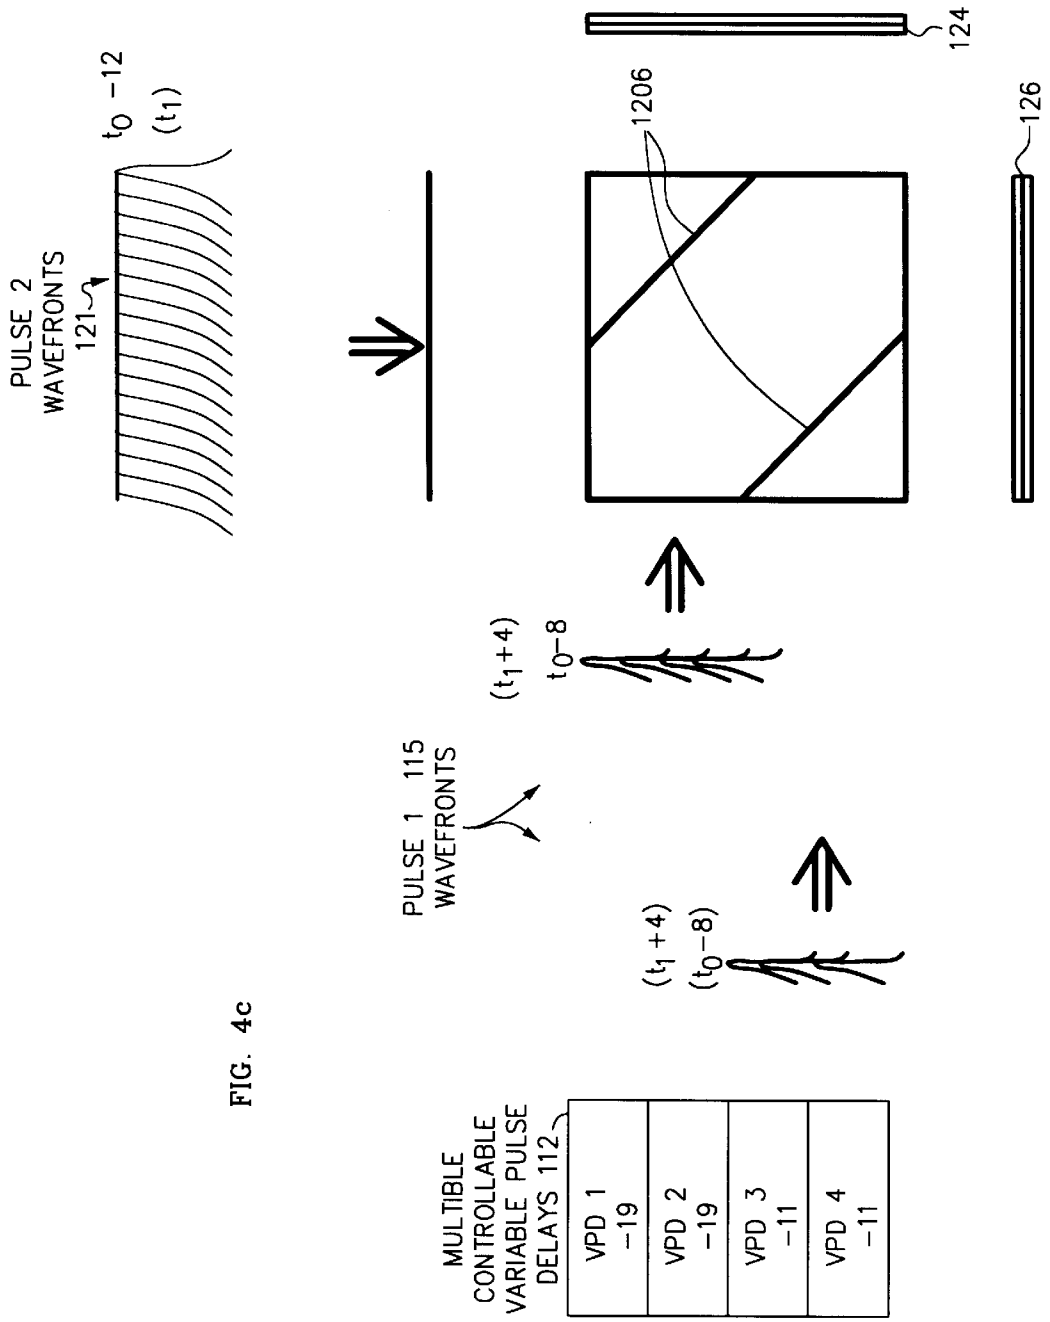 FIG. 4c
MULTIBLE
CONTROLLABLE
VARIABLE PULSE
DELAYS 112
VPD 1
-19
VPD 2
-19
VPD 3
-11
VPD 4
-11
PULSE 1 115
WAVEFRONTS
(t1+4)
(t0-8)
(t1+4)
t0-8
PULSE 2
WAVEFRONTS
121
t0 -12
(t1)
1206
124
126